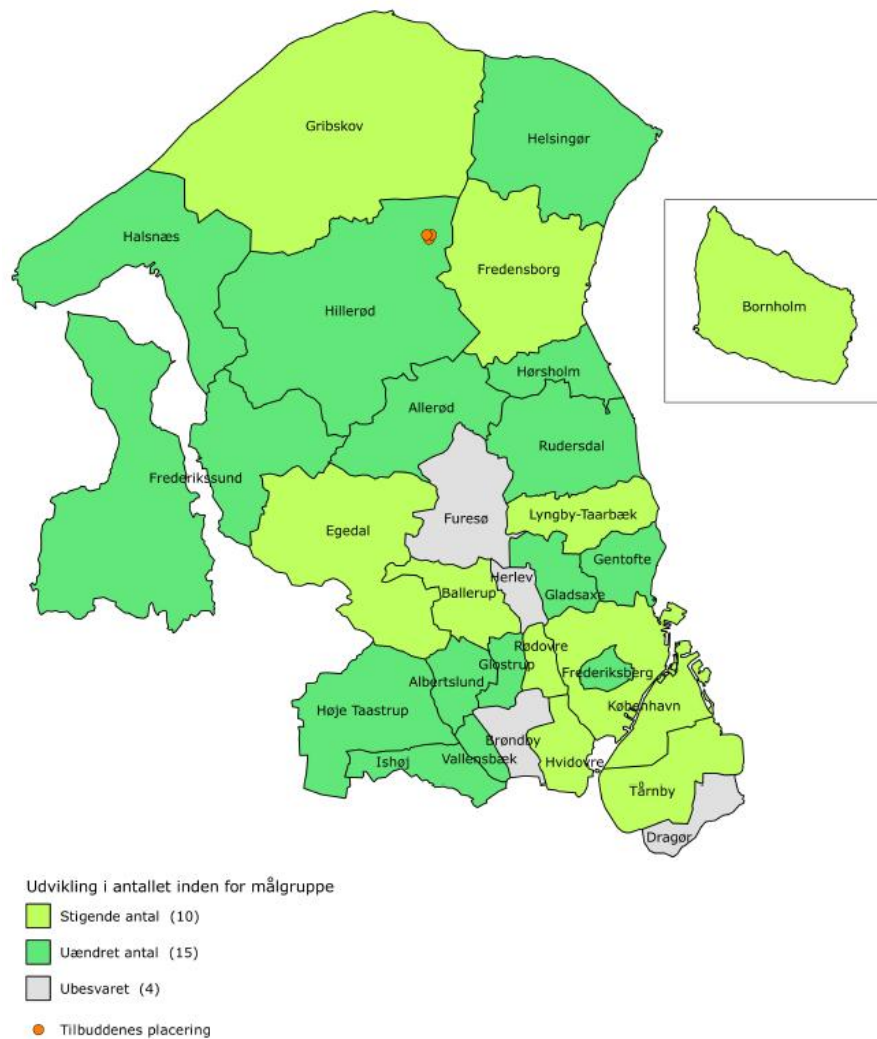 Gribskov
Helsingør
Halsnæs
Fredensborg
Hillerød
Bornholm
Hørsholm
Allerød
Rudersdal
Frederikssund
Furesø
Lyngby-Taarbæk
Egedal
Gentofte
Herlev
Ballerup
Gladsaxe
Rødovre
Glostrup
Frederiksberg
Albertslund
København
Høje Taastrup
Brøndby
Vallensbæk
Ishøj
Hvidovre
Tårnby
Dragør
Udvikling i antallet inden for målgruppe
Stigende antal (10)
Uændret antal (15)
Ubesvaret (4)
Tilbuddenes placering